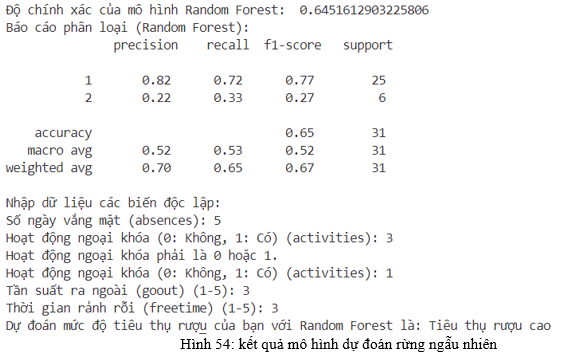 Độ chính xác của mô hình Random Forest:  0.6451612903225806
Báo cáo phân loại (Random Forest):
              precision    recall  f1-score   support

           1       0.82      0.72      0.77        25
           2       0.22      0.33      0.27         6

    accuracy                           0.65        31
   macro avg       0.52      0.53      0.52        31
weighted avg       0.70      0.65      0.67        31

Nhập dữ liệu các biến độc lập:
Số ngày vắng mặt (absences): 5
Hoạt động ngoại khóa (0: Không, 1: Có) (activities): 3
Hoạt động ngoại khóa phải là 0 hoặc 1.
Hoạt động ngoại khóa (0: Không, 1: Có) (activities): 1
Tần suất ra ngoài (goout) (1-5): 3
Thời gian rảnh rỗi (freetime) (1-5): 3
Dự đoán mức độ tiêu thụ rượu của bạn với Random Forest là: Tiêu thụ rượu cao
Hình 54: kết quả mô hình dự đoán rừng ngẫu nhiên